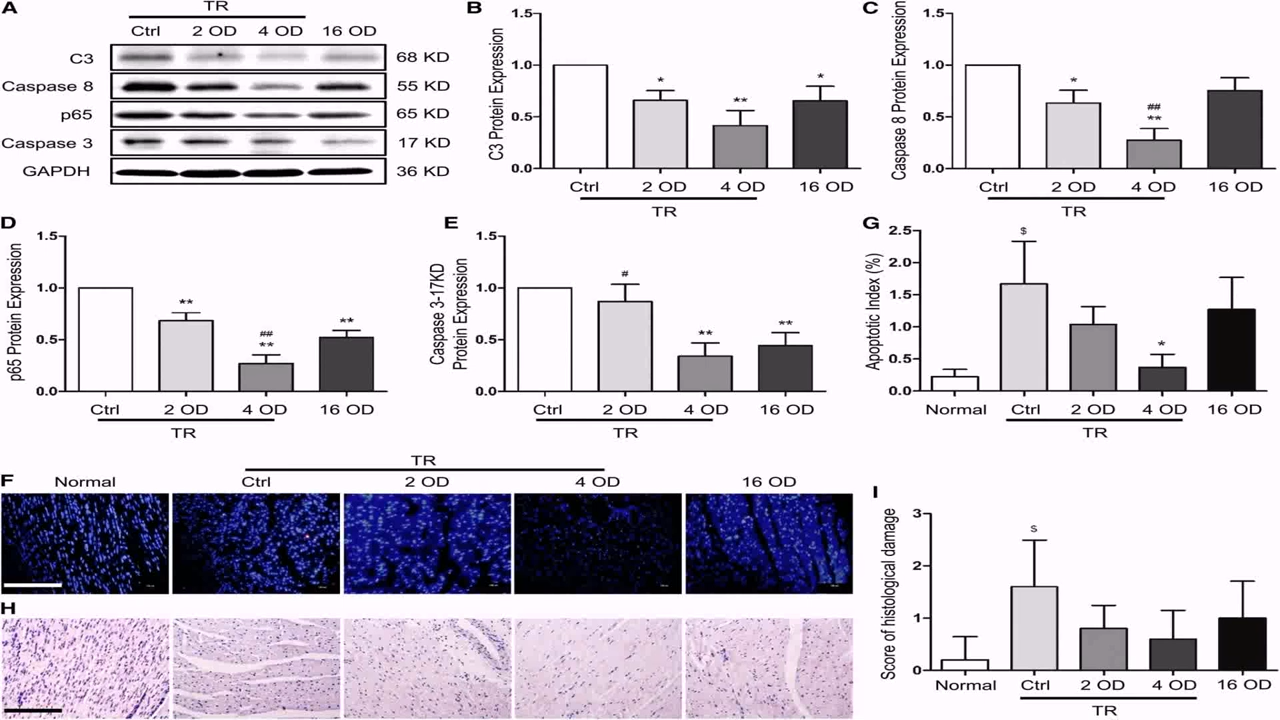 A
TR
Ctrl 2 OD 4 OD 16 OD
C3 68 KD
Caspase 8 55 KD
p65 65 KD
Caspase 3 17 KD
GAPDH 36 KD
B
C3 Protein Expression
1.5
1.0
0.5
0.0
* ** *
Ctrl 2 OD 4 OD 16 OD
TR
C
Caspase 8 Protein Expression
1.5
1.0
0.5
0.0
* ##
**
Ctrl 2 OD 4 OD 16 OD
TR
D
p65 Protein Expression
1.5
1.0
0.5
0.0
** ## **
**
Ctrl 2 OD 4 OD 16 OD
TR
E
Caspase 3-17KD
Protein Expression
1.5
1.0
0.5
0.0
# ** **
Ctrl 2 OD 4 OD 16 OD
TR
G
Apoptotic Index (%)
2.5
2.0
1.5
1.0
0.5
0.0
$ *
Normal Ctrl 2 OD 4 OD 16 OD
TR
F
TR
Normal Ctrl 2 OD 4 OD 16 OD
H
I
Score of histological damage
3
2
1
0
$
Normal Ctrl 2 OD 4 OD 16 OD
TR